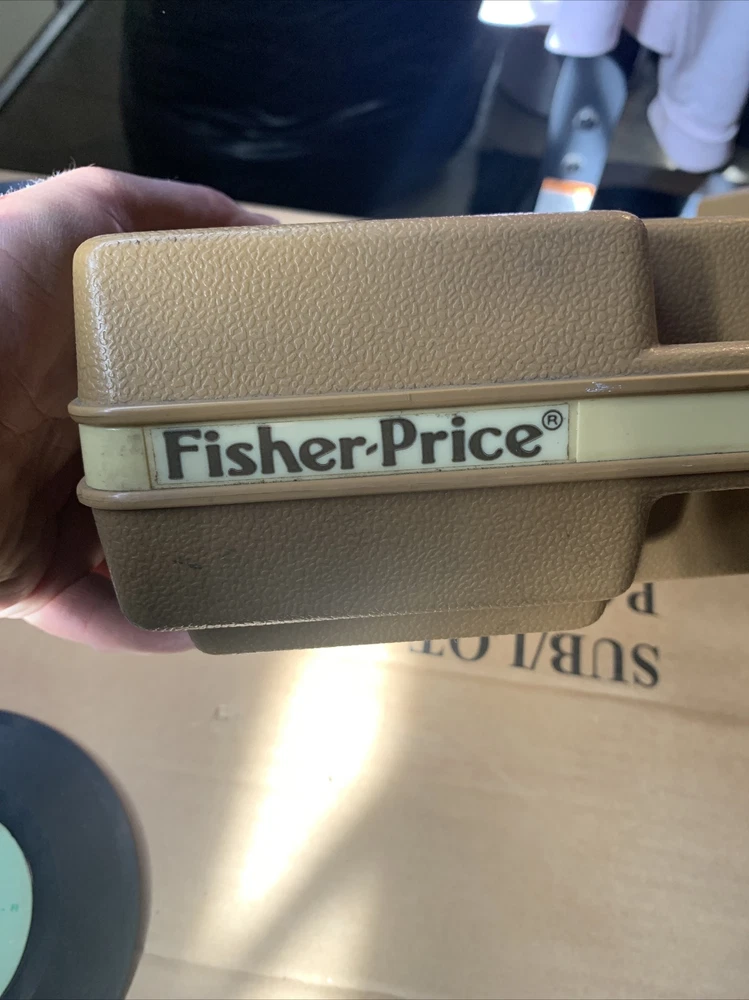 Fisher-Price®
P
SUB/LOT
- R